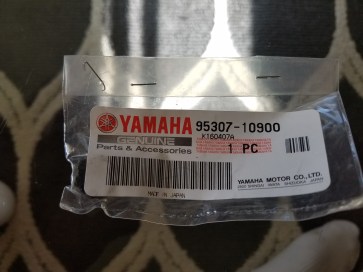 YAMAHA 95307-10900
GENUINE K160407A
Parts & Accessories 1 PC
YAMAHA MOTOR CO.,LTD.